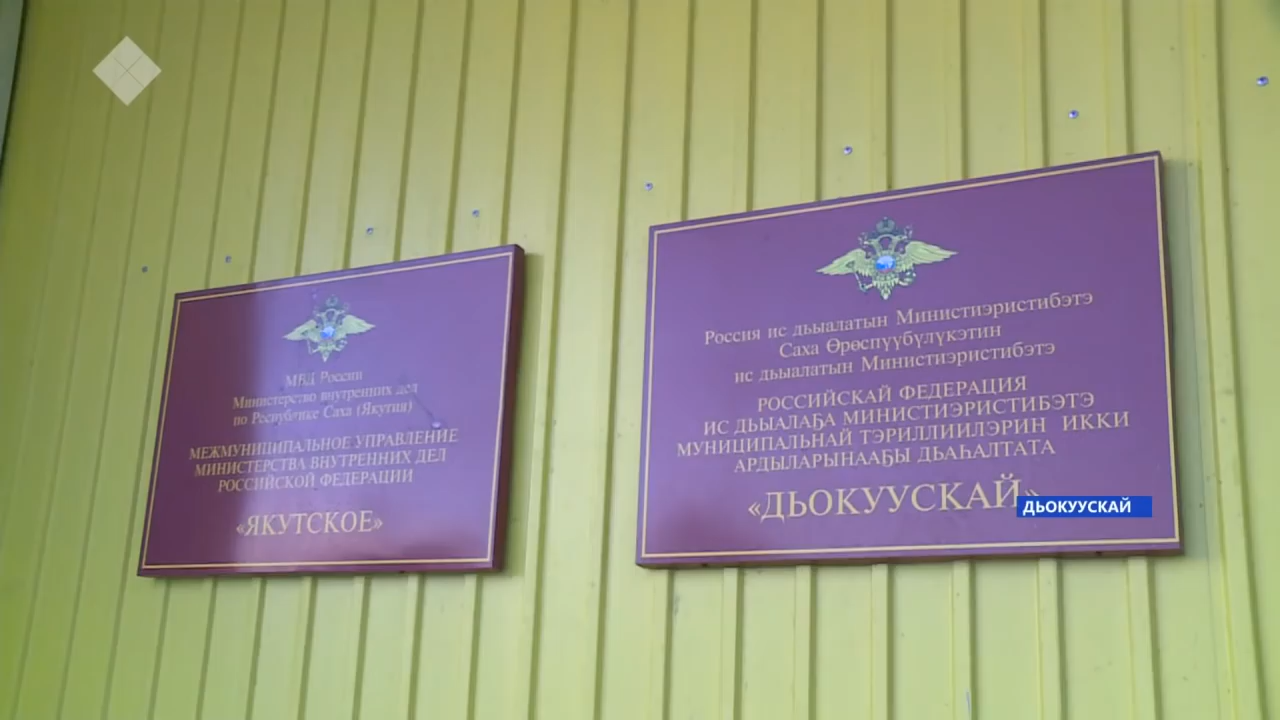 МВД России
Министерство внутренних дел
по Республике Саха (Якутия)
МЕЖМУНИЦИПАЛЬНОЕ УПРАВЛЕНИЕ
МИНИСТЕРСТВА ВНУТРЕННИХ ДЕЛ
РОССИЙСКОЙ ФЕДЕРАЦИИ
«ЯКУТСКОЕ»
Россия ис дьыалатын Министиэристибэтэ
Саха Өрөспүүбүлүкэтин
ис дьыалатын Министиэристибэтэ
РОССИЙСКАЙ ФЕДЕРАЦИЯ
ИС ДЬЫАЛАҔА МИНИСТИЭРИСТИБЭТЭ
МУНИЦИПАЛЬНАЙ ТЭРИЛЛИИЛЭРИН ИККИ
АРДЫЛАРЫНААҔЫ ДЬАҺАЛТАТА
«ДЬОКУУСКАЙ»
ДЬОКУУСКАЙ